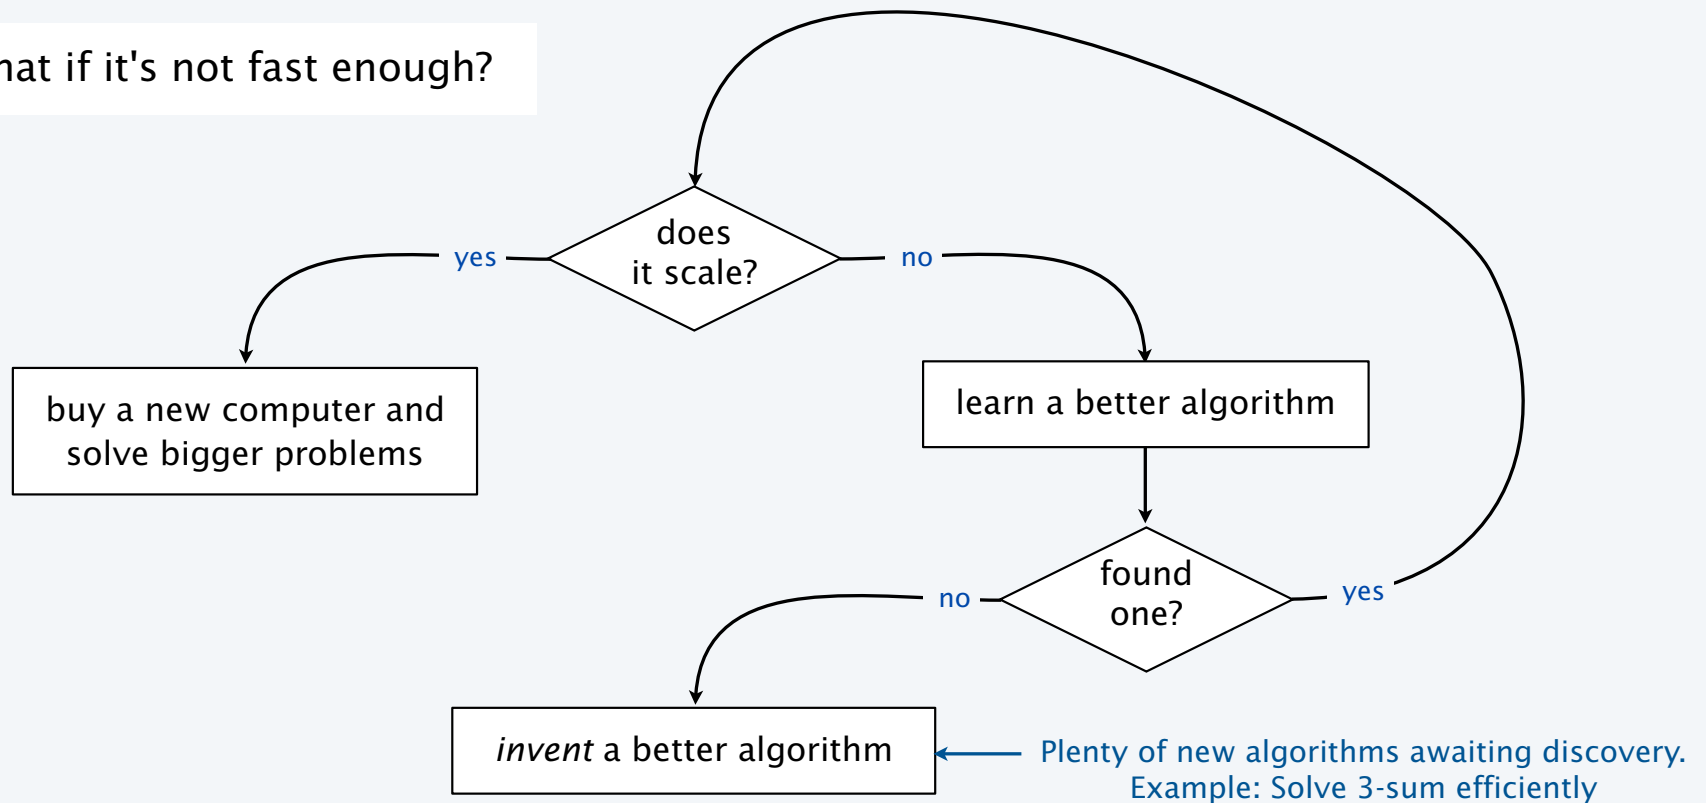 if it's not fast enough?
does
it scale?
yes
no
buy a new computer and
solve bigger problems
learn a better algorithm
found
one?
no
yes
invent a better algorithm
Plenty of new algorithms awaiting discovery.
Example: Solve 3-sum efficiently